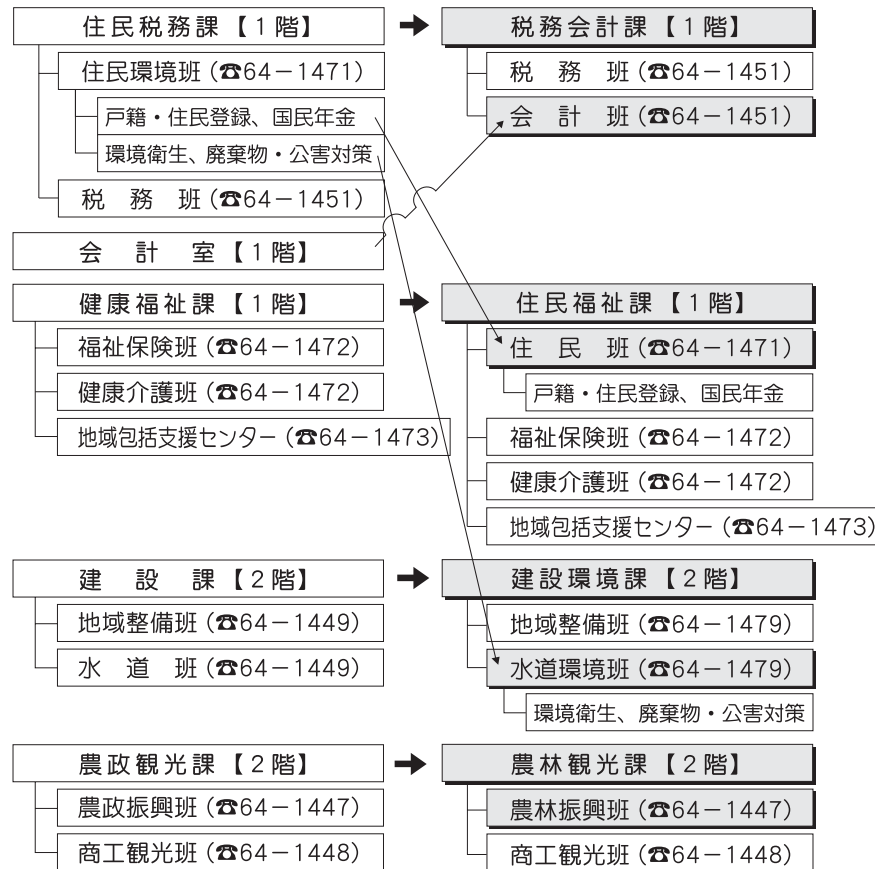 住民税務課【1階】
住民環境班（☎64－1471）
戸籍・住民登録、国民年金
環境衛生、廃棄物・公害対策
税務班（☎64－1451）
会計室【1階】
健康福祉課【1階】
福祉保険班（☎64－1472）
健康介護班（☎64－1472）
地域包括支援センター（☎64－1473）
建設課【2階】
地域整備班（☎64－1449）
水道班（☎64－1449）
農政観光課【2階】
農政振興班（☎64－1447）
商工観光班（☎64－1448）
税務会計課【1階】
税務班（☎64－1451）
会計班（☎64－1451）
住民福祉課【1階】
住民班（☎64－1471）
戸籍・住民登録、国民年金
福祉保険班（☎64－1472）
健康介護班（☎64－1472）
地域包括支援センター（☎64－1473）
建設環境課【2階】
地域整備班（☎64－1479）
水道環境班（☎64－1479）
環境衛生、廃棄物・公害対策
農林観光課【2階】
農林振興班（☎64－1447）
商工観光班（☎64－1448）